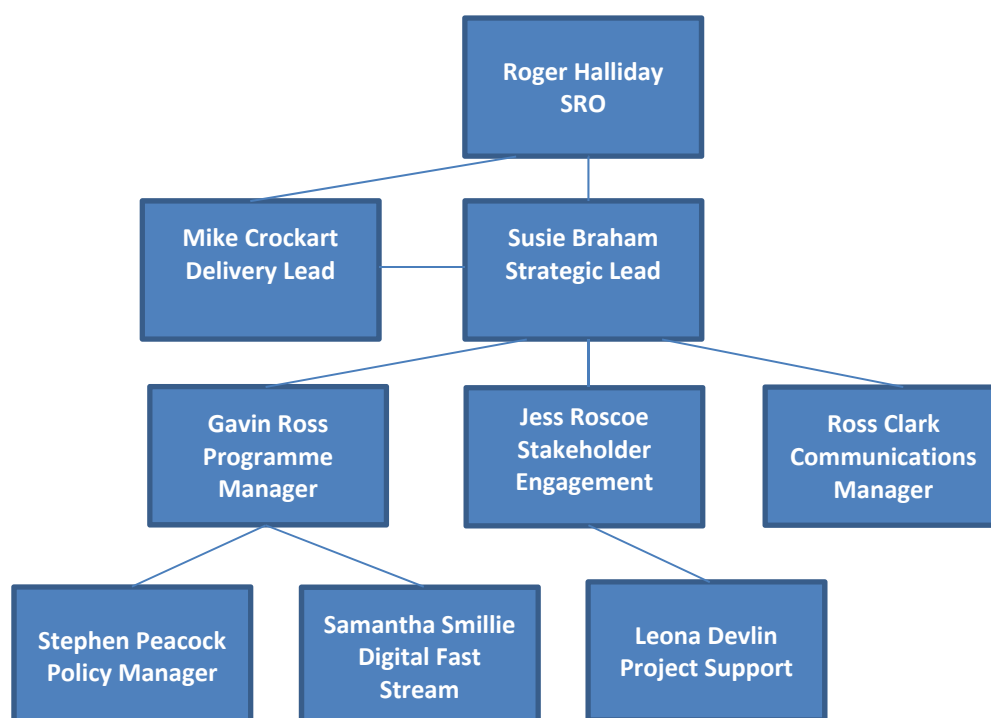 Roger Halliday
SRO
Mike Crockart
Delivery Lead
Susie Braham
Strategic Lead
Gavin Ross
Programme
Manager
Jess Roscoe
Stakeholder
Engagement
Ross Clark
Communications
Manager
Stephen Peacock
Policy Manager
Samantha Smillie
Digital Fast
Stream
Leona Devlin
Project Support